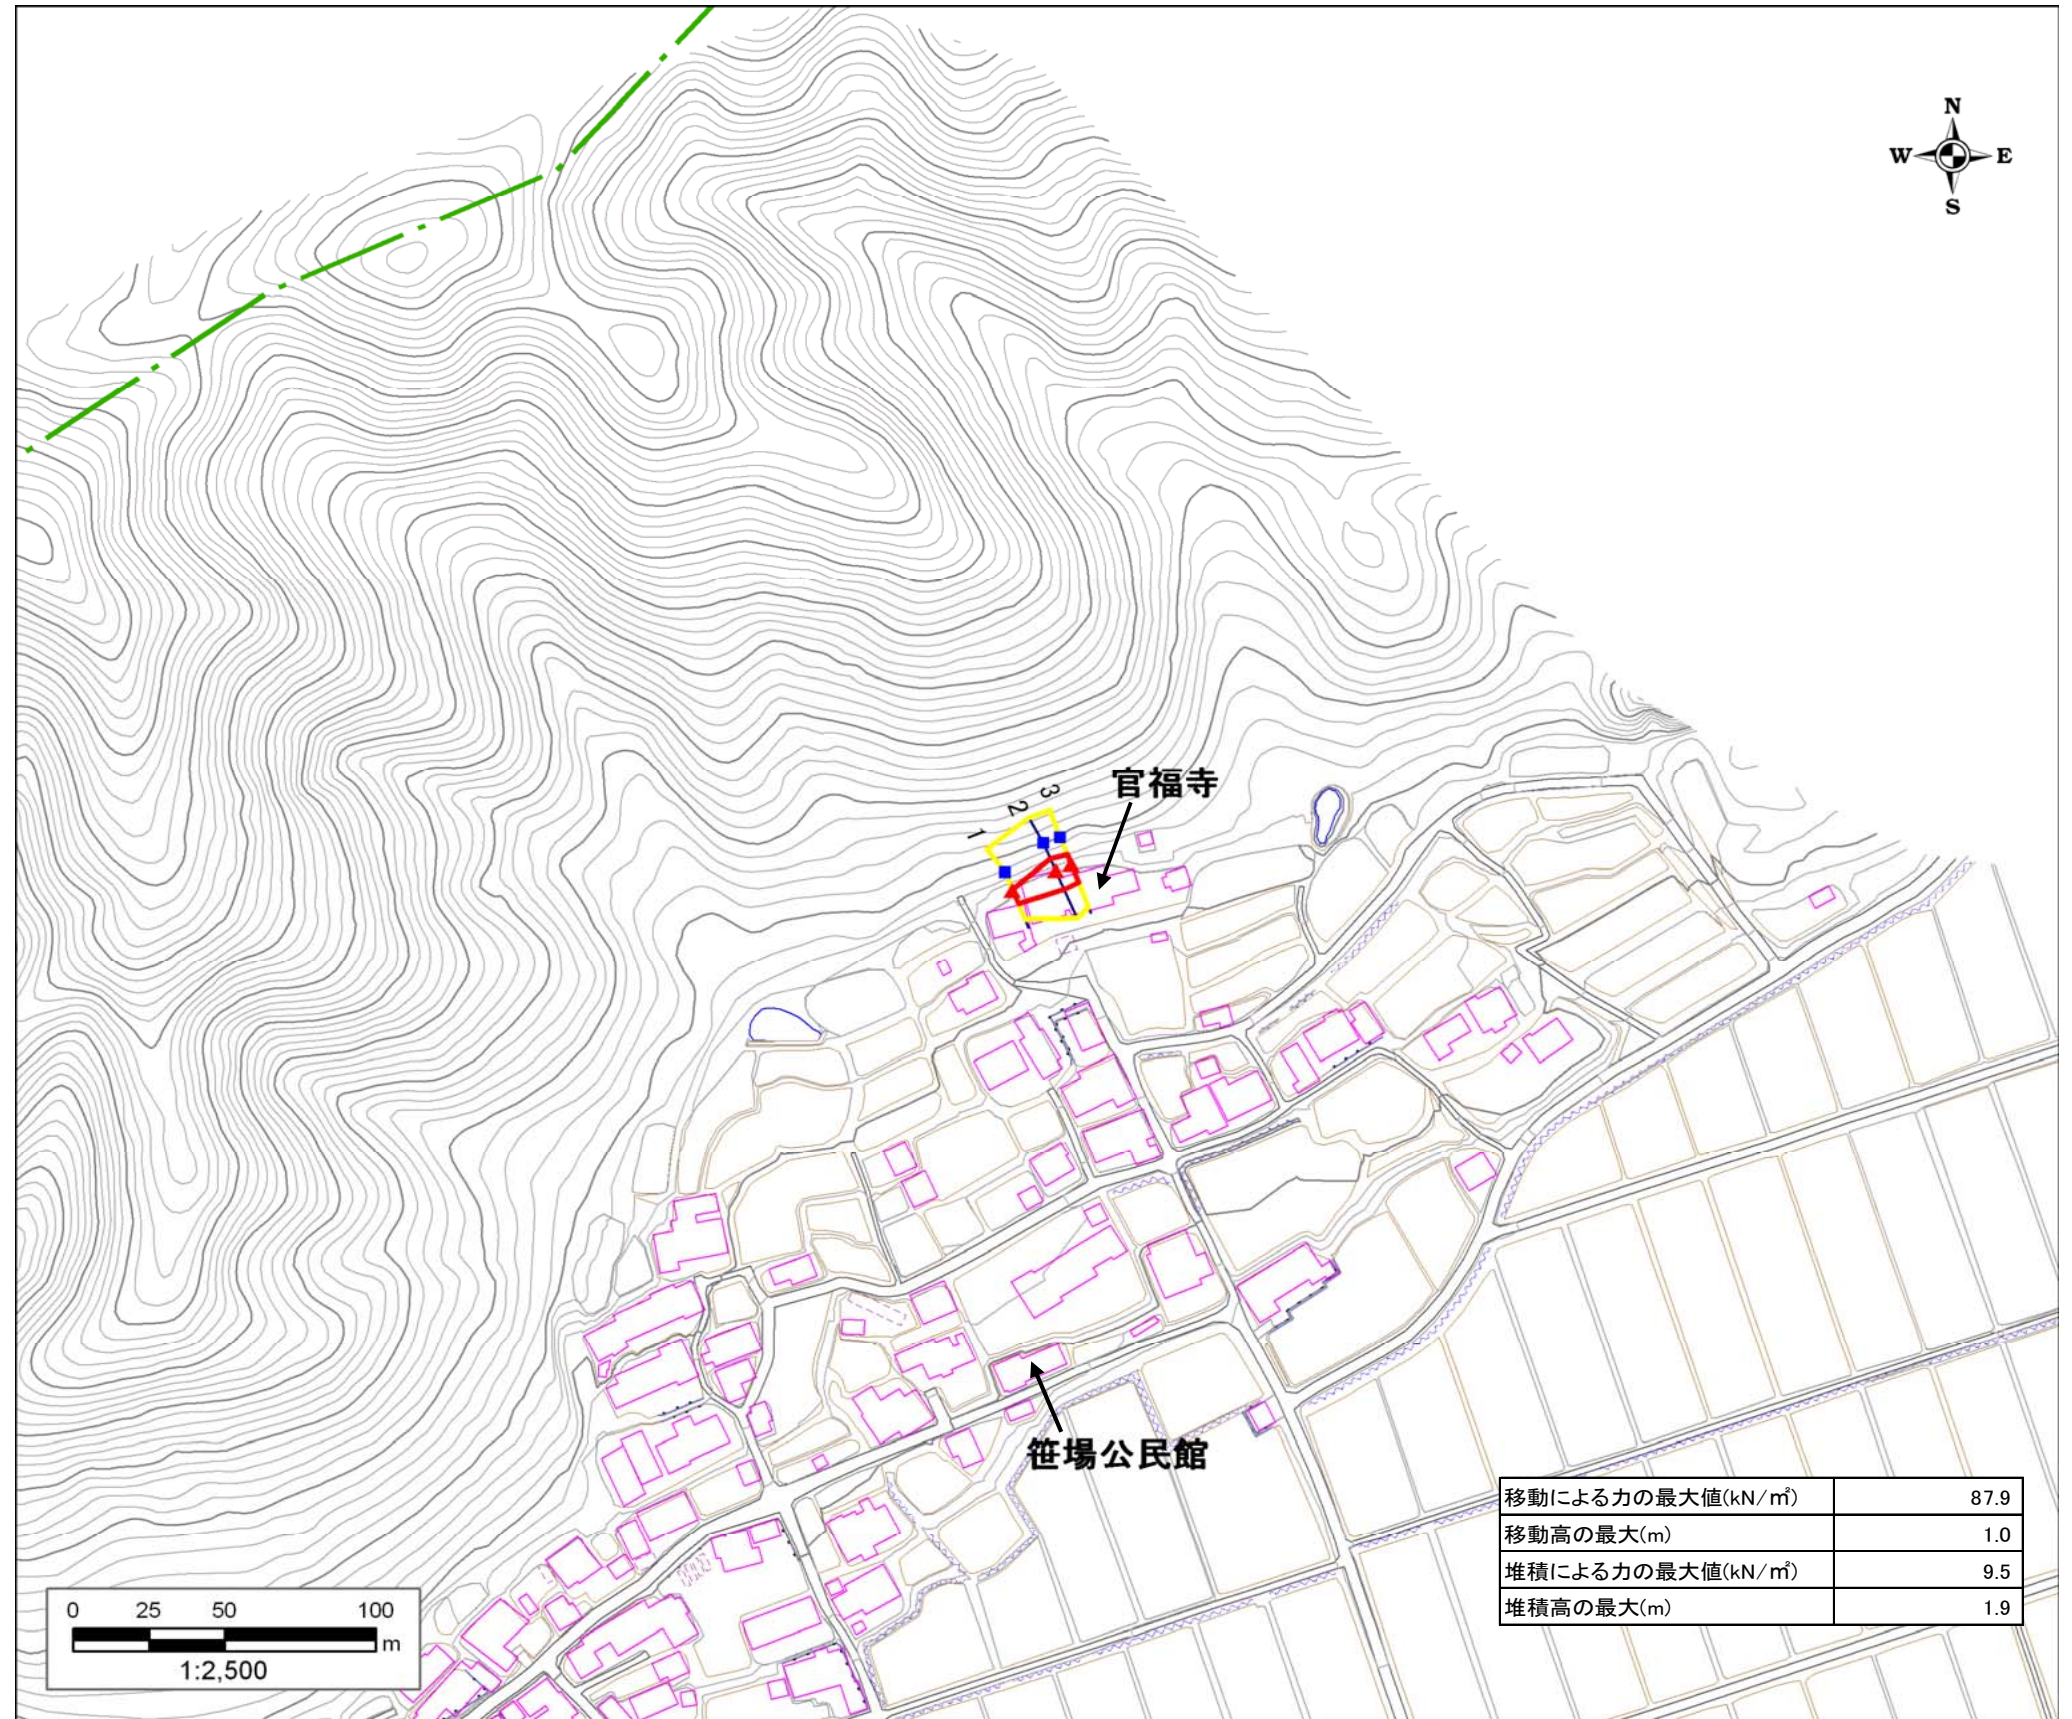 N
W E
S
官福寺
1 2 3
笹場公民館
移動による力の最大値(kN/㎡) 87.9
移動高の最大(m) 1.0
堆積による力の最大値(kN/㎡) 9.5
堆積高の最大(m) 1.9
0 25 50 100
m
1:2,500